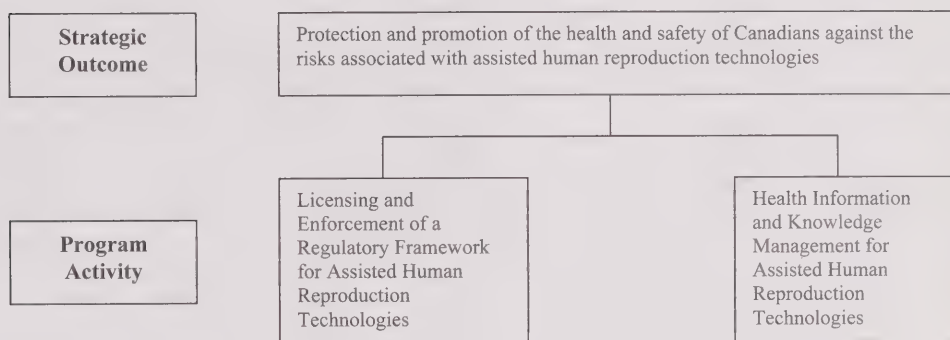 Strategic
Outcome
Protection and promotion of the health and safety of Canadians against the
risks associated with assisted human reproduction technologies
Program
Activity
Licensing and
Enforcement of a
Regulatory Framework
for Assisted Human
Reproduction
Technologies
Health Information
and Knowledge
Management for
Assisted Human
Reproduction
Technologies